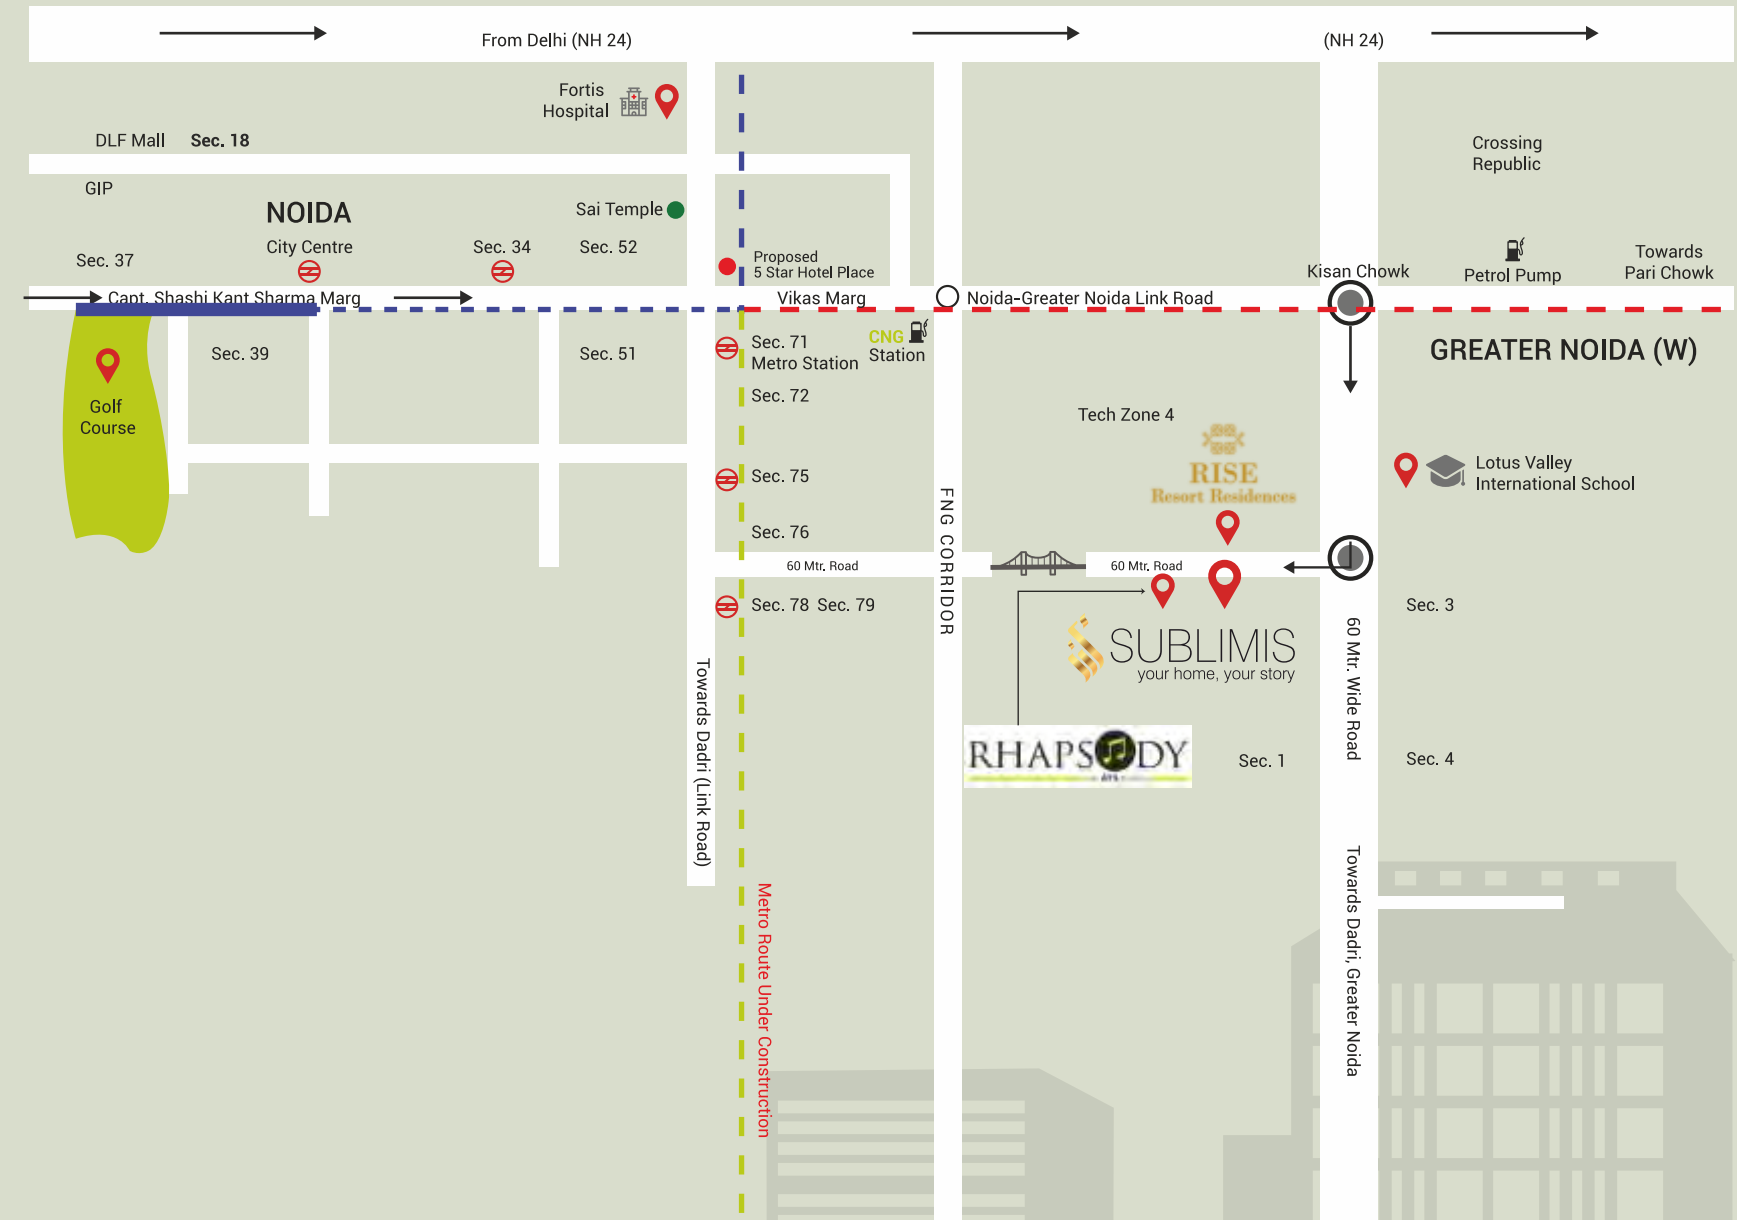 From Delhi (NH 24)
(NH 24)
Fortis
Hospital
DLF Mall Sec. 18
Crossing
Republic
GIP
NOIDA
Sai Temple
City Centre
Sec. 34
Sec. 52
Sec. 37
Proposed
5 Star Hotel Place
Kisan Chowk
Petrol Pump
Towards
Pari Chowk
Capt. Shashi Kant Sharma Marg
Vikas Marg
Noida-Greater Noida Link Road
CNG
Station
Sec. 71
Metro Station
Sec. 39
Sec. 51
GREATER NOIDA (W)
Sec. 72
Golf
Course
Tech Zone 4
RISE
Resort Residences
Lotus Valley
International School
Sec. 75
Sec. 76
FNG CORRIDOR
60 Mtr. Road
60 Mtr. Road
Sec. 78 Sec. 79
Sec. 3
SUBLIMIS
your home, your story
60 Mtr. Wide Road
Towards Dadri (Link Road)
RHAPSODY
Sec. 1
Sec. 4
Towards Dadri, Greater Noida
Metro Route Under Construction